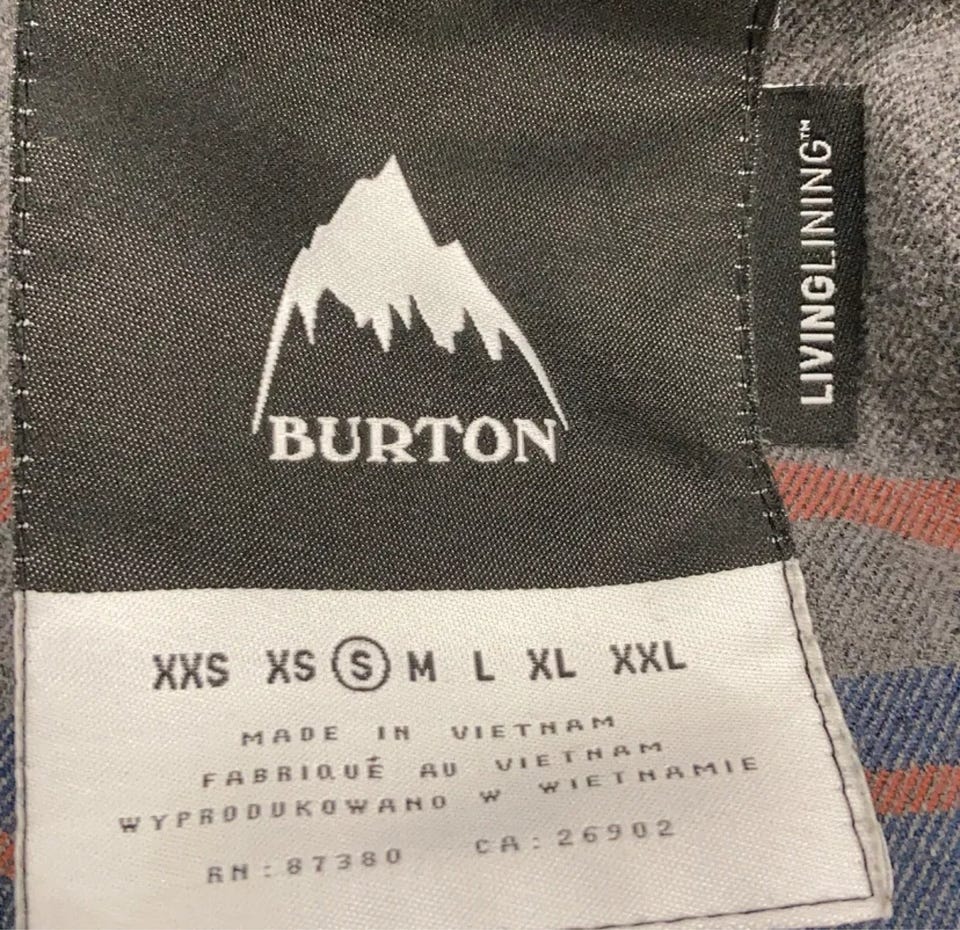 BURTON
LIVINGLINING™
XXS XS S M L XL XXL
MADE IN VIETNAM
FABRIQUÉ AU VIETNAM
WYPRODUKOWANO W WIETNAMIE
RN:87380 CA:26902